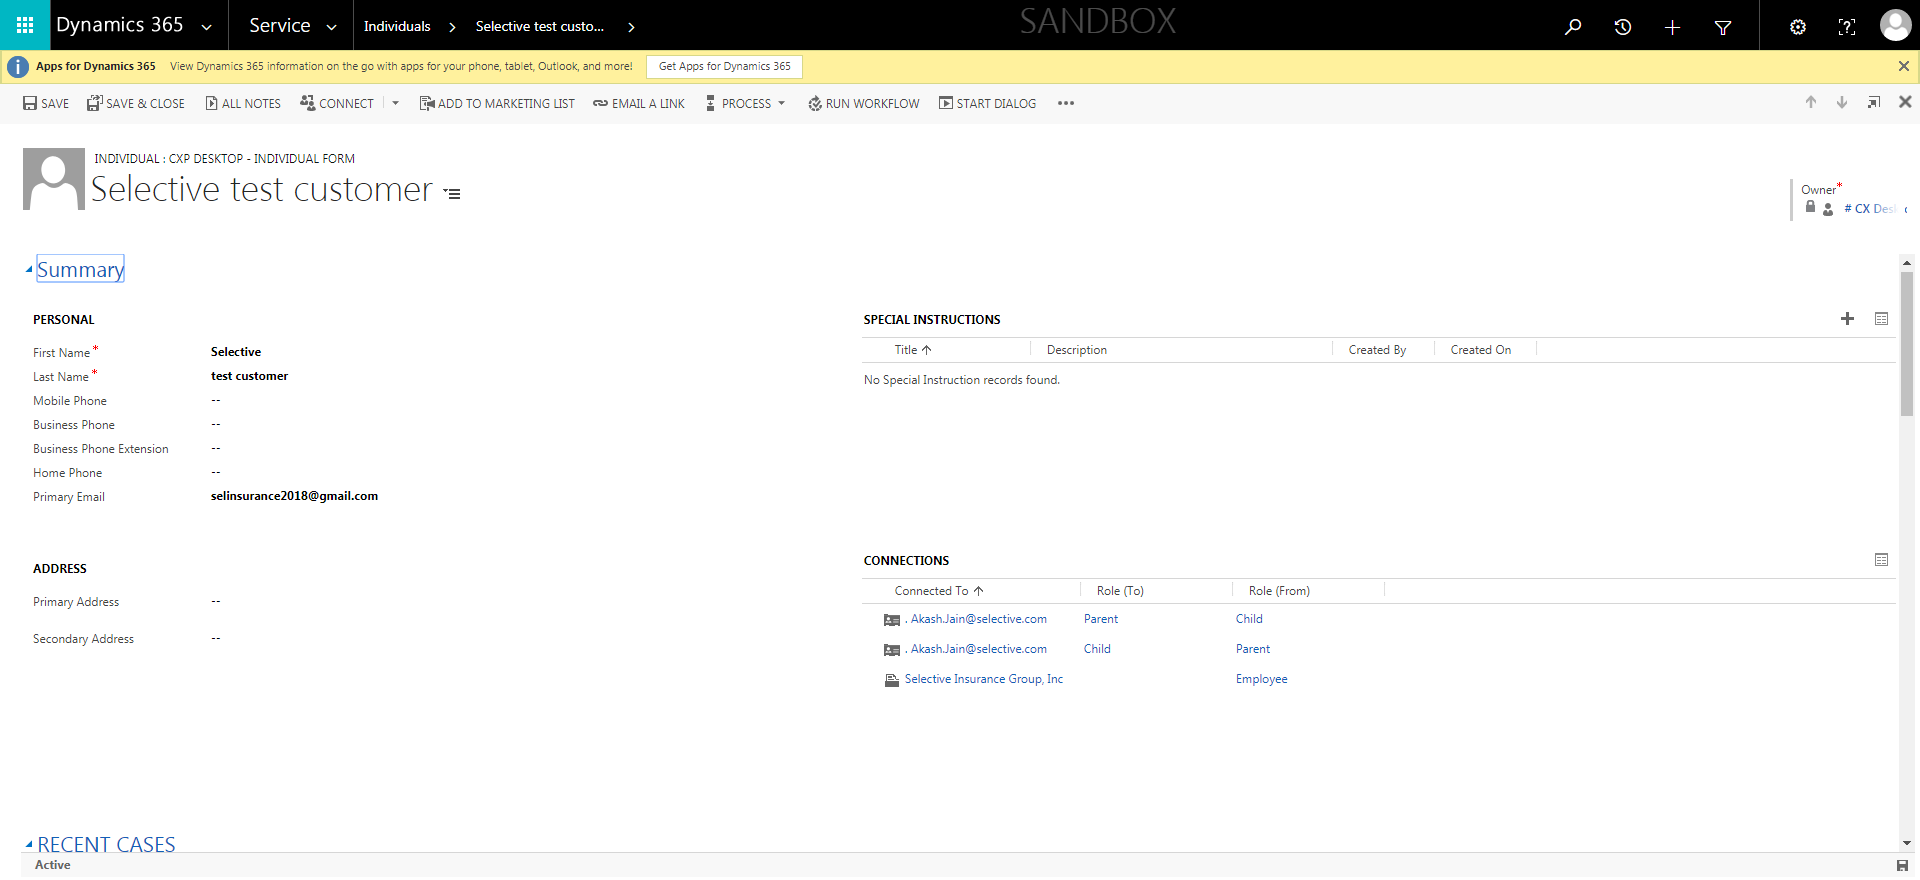 Dynamics 365 Service Individuals Selective test custo... SANDBOX
Apps for Dynamics 365 View Dynamics 365 information on the go with apps for your phone, tablet, Outlook, and more! Get Apps for Dynamics 365
SAVE SAVE & CLOSE ALL NOTES CONNECT ADD TO MARKETING LIST EMAIL A LINK PROCESS RUN WORKFLOW START DIALOG •••
INDIVIDUAL : CXP DESKTOP - INDIVIDUAL FORM
Selective test customer
Owner*
# CX Desk
Summary
PERSONAL
First Name* Selective
Last Name* test customer
Mobile Phone --
Business Phone --
Business Phone Extension --
Home Phone --
Primary Email selinsurance2018@gmail.com
ADDRESS
Primary Address --
Secondary Address --
SPECIAL INSTRUCTIONS
Title Description Created By Created On
No Special Instruction records found.
CONNECTIONS
Connected To Role (To) Role (From)
. Akash.Jain@selective.com Parent Child
. Akash.Jain@selective.com Child Parent
Selective Insurance Group, Inc Employee
RECENT CASES
Active